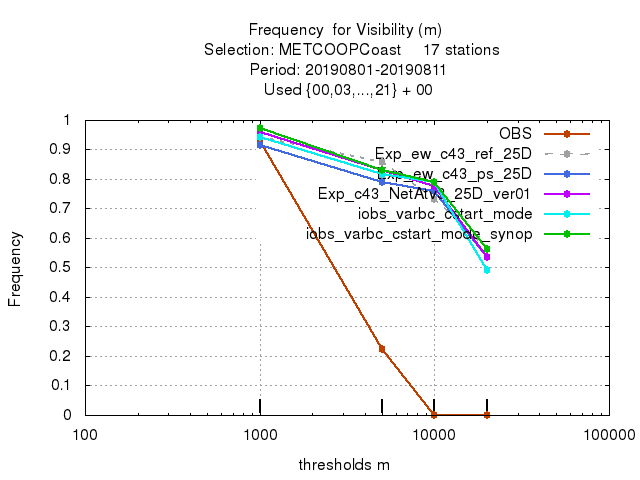 Frequency for Visibility (m)
Selection: METCOOPCoast 17 stations
Period: 20190801-20190811
Used {00,03,...,21} + 00
1
0.9
0.8
0.7
0.6
0.5
0.4
0.3
0.2
0.1
0
Frequency
OBS
Exp_ew_c43_ref_25D
Exp_ew_c43_ps_25D
Exp_c43_NetAtvs_25D_ver01
iobs_varbc_cstart_mode
iobs_varbc_cstart_mode_synop
100 1000 10000 100000
thresholds m